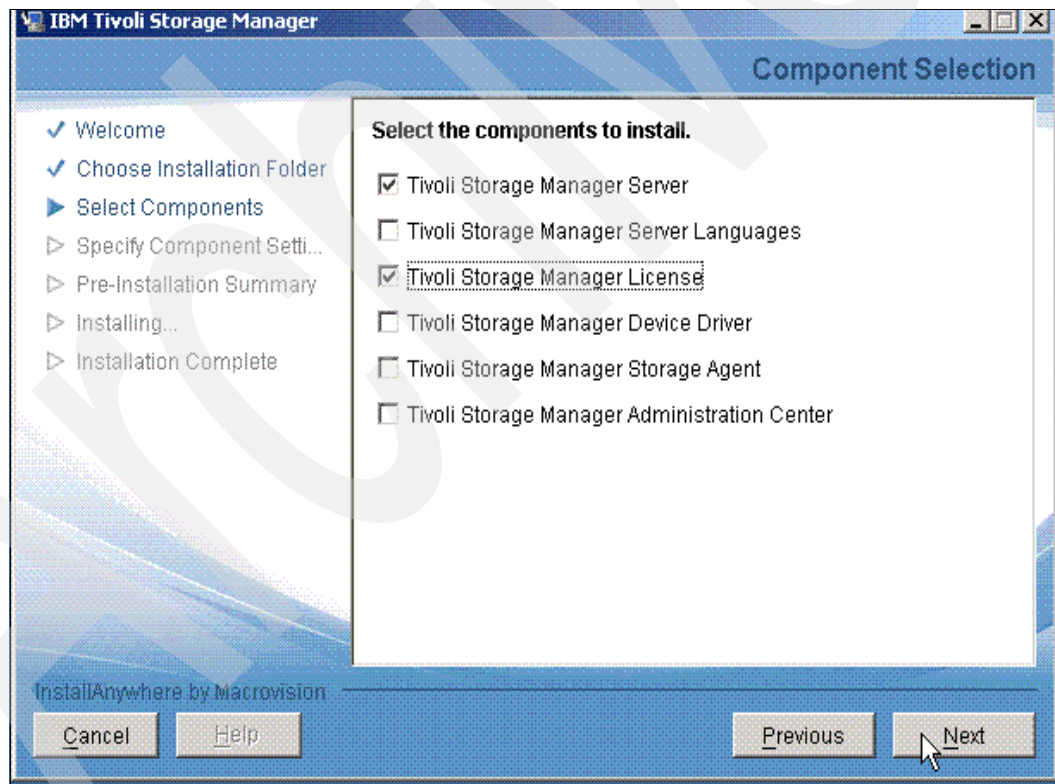 IBM Tivoli Storage Manager
Component Selection
Welcome
Choose Installation Folder
Select Components
Specify Component Setti...
Pre-Installation Summary
Installing...
Installation Complete
Select the components to install.
Tivoli Storage Manager Server
Tivoli Storage Manager Server Languages
Tivoli Storage Manager License
Tivoli Storage Manager Device Driver
Tivoli Storage Manager Storage Agent
Tivoli Storage Manager Administration Center
InstallAnywhere by Macrovision
Cancel Help Previous Next